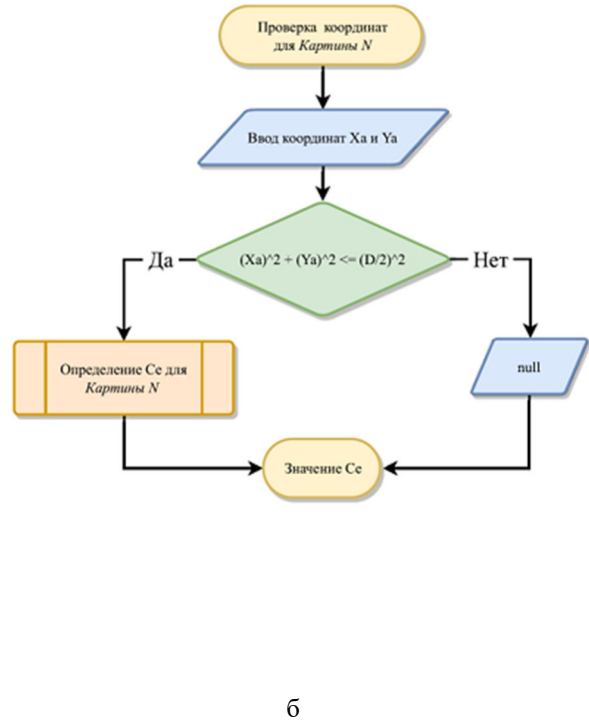 Проверка координат
для Картины N
Ввод координат Xa и Ya
(Xa)^2 + (Ya)^2 <= (D/2)^2
Да
Нет
Определение Ce для
Картины N
null
Значение Ce
б